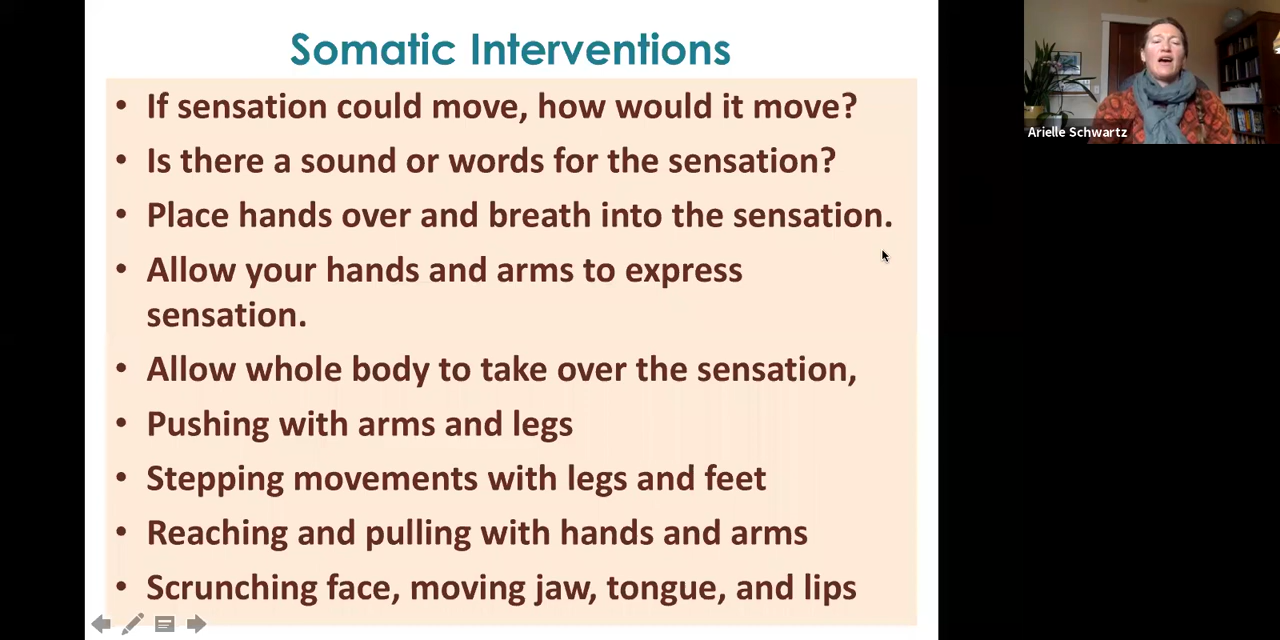 Somatic Interventions
• If sensation could move, how would it move?
• Is there a sound or words for the sensation?
• Place hands over and breath into the sensation.
• Allow your hands and arms to express
sensation.
• Allow whole body to take over the sensation,
• Pushing with arms and legs
• Stepping movements with legs and feet
• Reaching and pulling with hands and arms
• Scrunching face, moving jaw, tongue, and lips
Arielle Schwartz